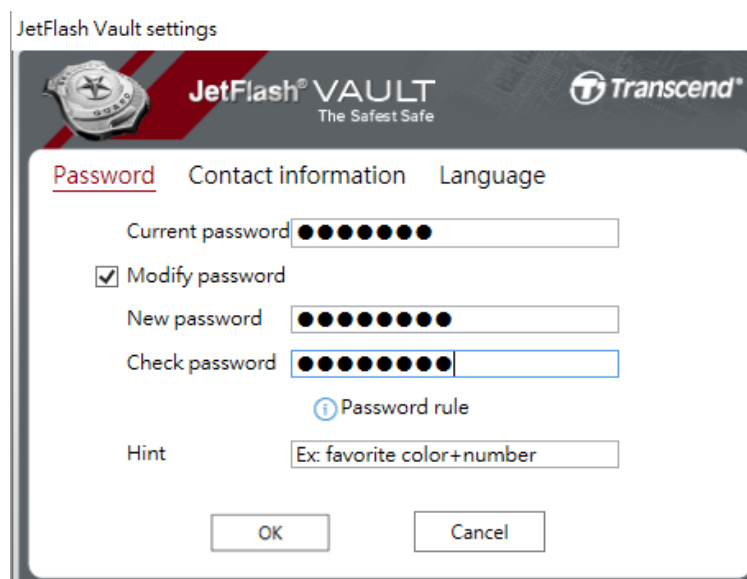 JetFlash Vault settings
JetFlash® VAULT
The Safest Safe
Transcend®
Password Contact information Language
Current password ●●●●●●●
Modify password
New password ●●●●●●●●
Check password ●●●●●●●●
Password rule
Hint Ex: favorite color+number
OK Cancel